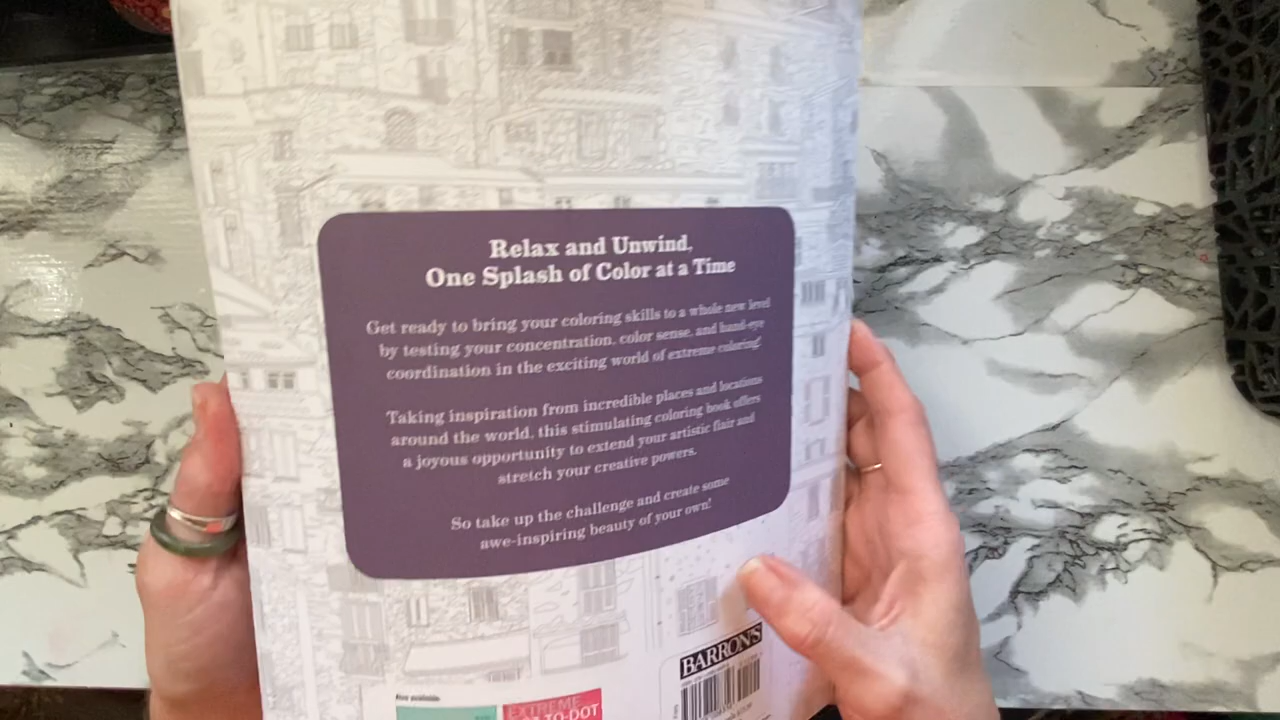 Relax and Unwind,
One Splash of Color at a Time
Get ready to bring your coloring skills to a whole new level
by testing your concentration, color sense, and hand-eye
coordination in the exciting world of extreme coloring.
Taking inspiration from incredible places and locations
around the world, this stimulating coloring book offers
a joyous opportunity to extend your artistic flair and
stretch your creative powers.
So take up the challenge and create some
awe-inspiring beauty of your own!
BARRON'S
Also available
EXTREME
TO-DOT